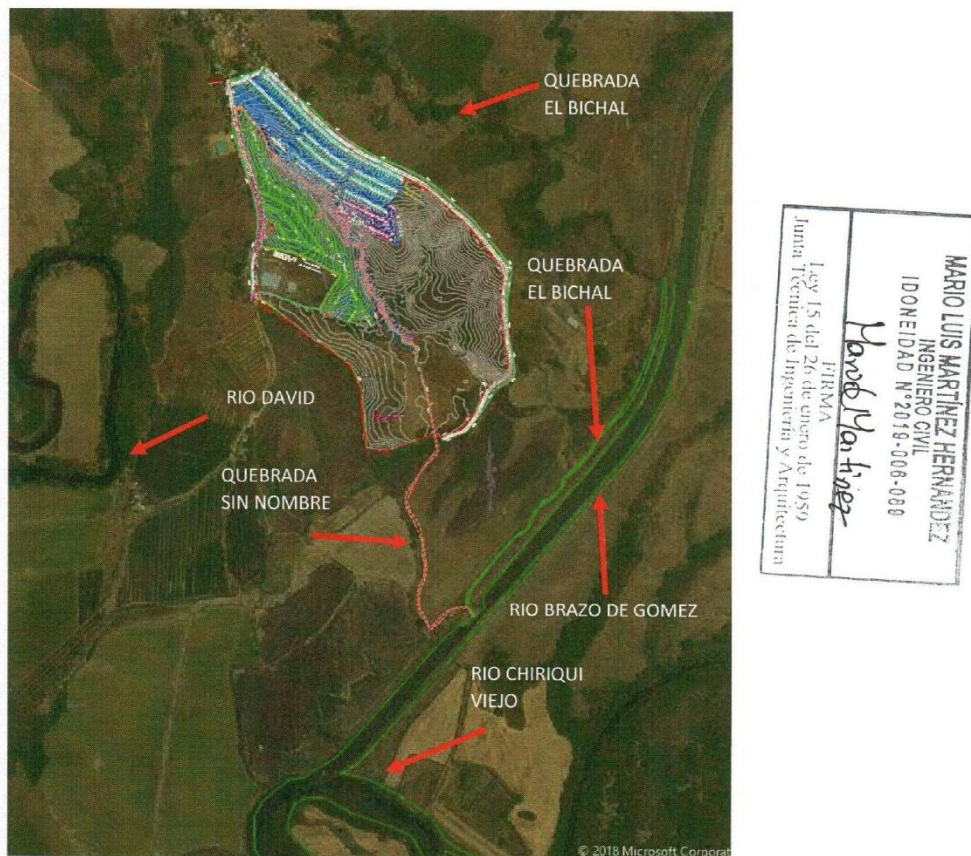 QUEBRADA
EL BICHAL
QUEBRADA
EL BICHAL
RIO DAVID
QUEBRADA
SIN NOMBRE
RIO BRAZO DE GOMEZ
RIO CHIRIQUI
VIEJO
© 2018 Microsoft Corporat
MARIO LUIS MARTÍNEZ HERNÁNDEZ
INGENIERO CIVIL
IDONEIDAD N°2019-006-080
Mario Martínez
FIRMA
Ley 15 del 26 de enero de 1959
Junta Técnica de Ingeniería y Arquitectura